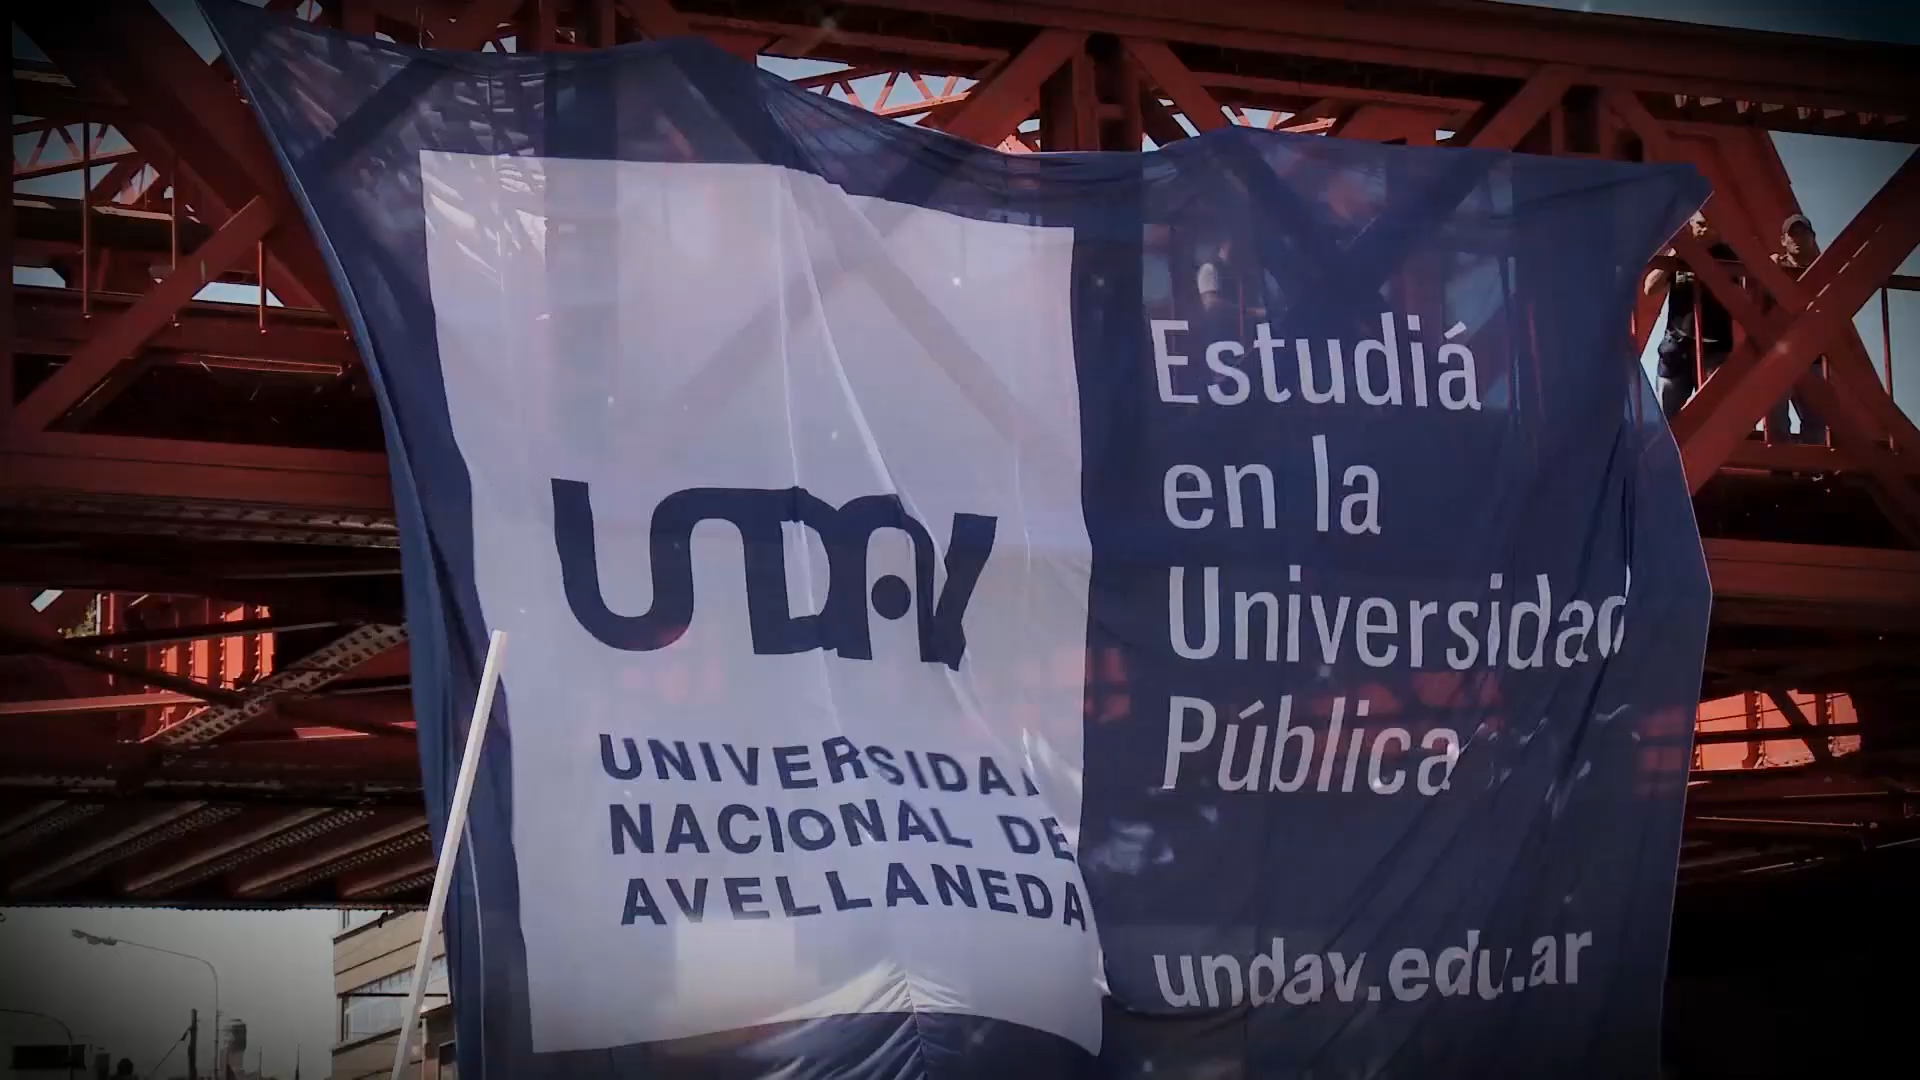 UNDAV
UNIVERSIDAD
NACIONAL DE
AVELLANEDA
Estudiá
en la
Universidad
Pública
undav.edu.ar